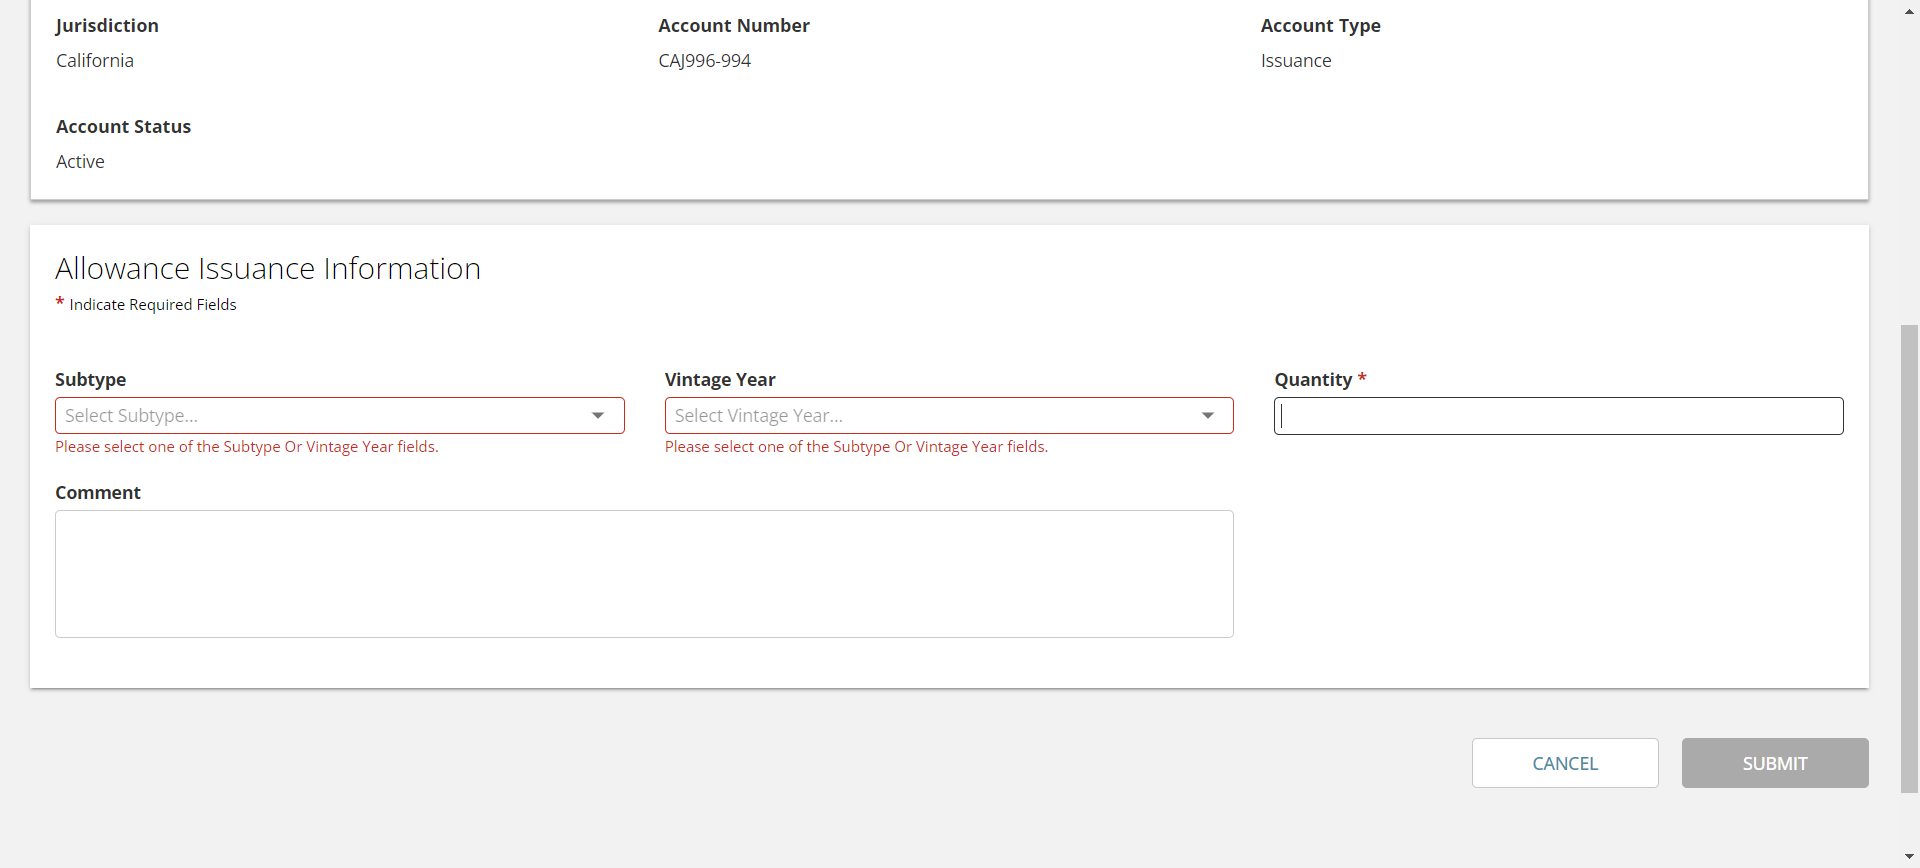 Jurisdiction
Account Number
Account Type
California
CAJ996-994
Issuance
Account Status
Active
Allowance Issuance Information
* Indicate Required Fields
Subtype
Vintage Year
Quantity *
Select Subtype...
Select Vintage Year...
Please select one of the Subtype Or Vintage Year fields.
Please select one of the Subtype Or Vintage Year fields.
Comment
CANCEL
SUBMIT